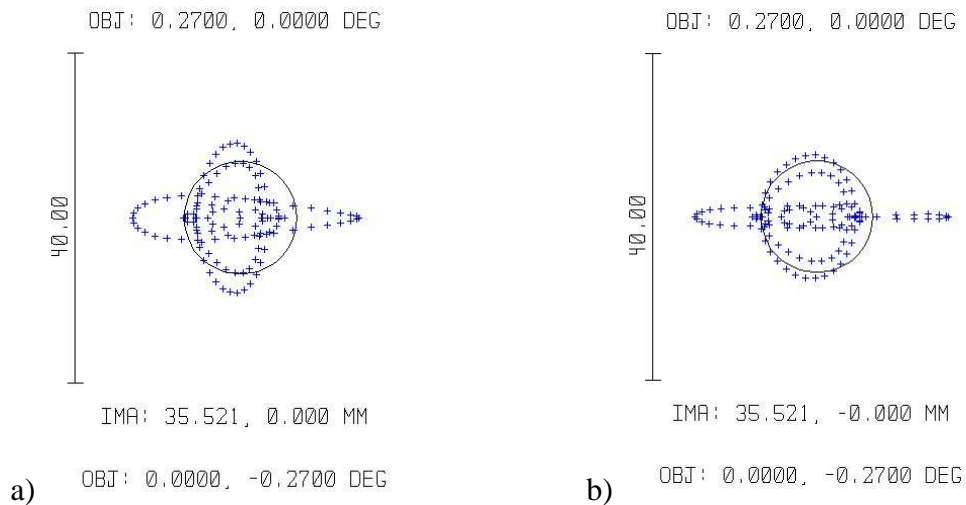 OBJ: 0.2700, 0.0000 DEG
40.00
IMA: 35.521, 0.000 MM
OBJ: 0.0000, -0.2700 DEG
a)
OBJ: 0.2700, 0.0000 DEG
40.00
IMA: 35.521, -0.000 MM
OBJ: 0.0000, -0.2700 DEG
b)